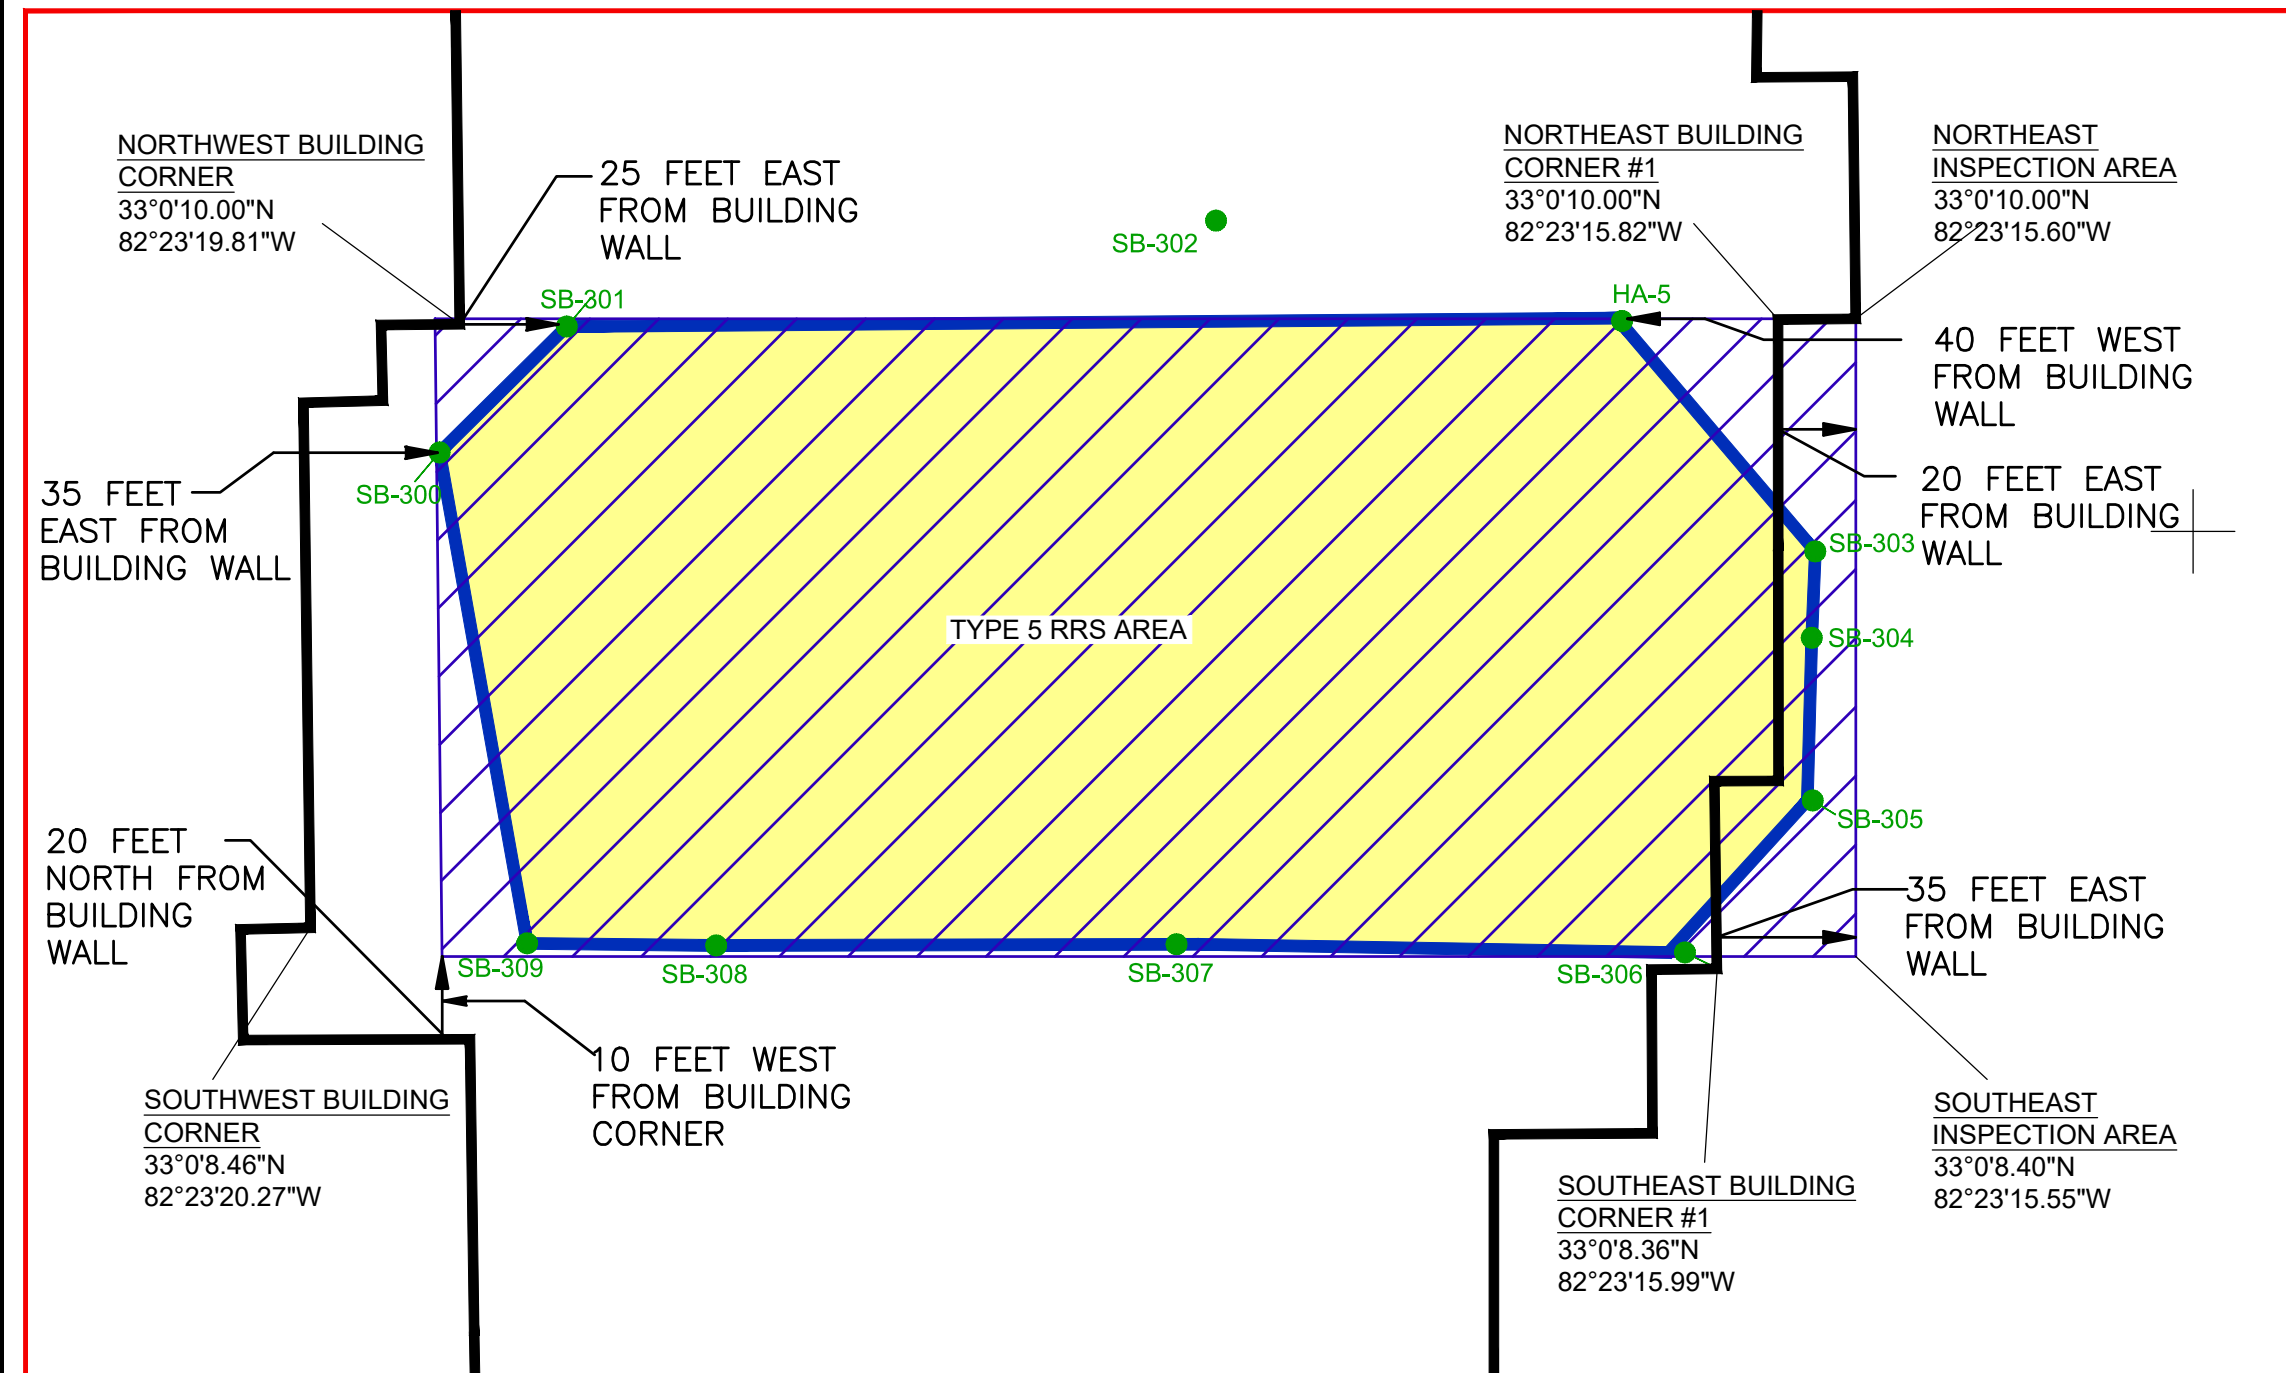 NORTHWEST BUILDING
CORNER
33°0'10.00"N
82°23'19.81"W
25 FEET EAST
FROM BUILDING
WALL
SB-302
NORTHEAST BUILDING
CORNER #1
33°0'10.00"N
82°23'15.82"W
NORTHEAST
INSPECTION AREA
33°0'10.00"N
82°23'15.60"W
SB-301
HA-5
40 FEET WEST
FROM BUILDING
WALL
35 FEET
EAST FROM
BUILDING WALL
SB-300
20 FEET EAST
FROM BUILDING
WALL
SB-303
TYPE 5 RRS AREA
SB-304
SB-305
20 FEET
NORTH FROM
BUILDING
WALL
35 FEET EAST
FROM BUILDING
WALL
SB-309
SB-308
SB-307
SB-306
10 FEET WEST
FROM BUILDING
CORNER
SOUTHWEST BUILDING
CORNER
33°0'8.46"N
82°23'20.27"W
SOUTHEAST BUILDING
CORNER #1
33°0'8.36"N
82°23'15.99"W
SOUTHEAST
INSPECTION AREA
33°0'8.40"N
82°23'15.55"W